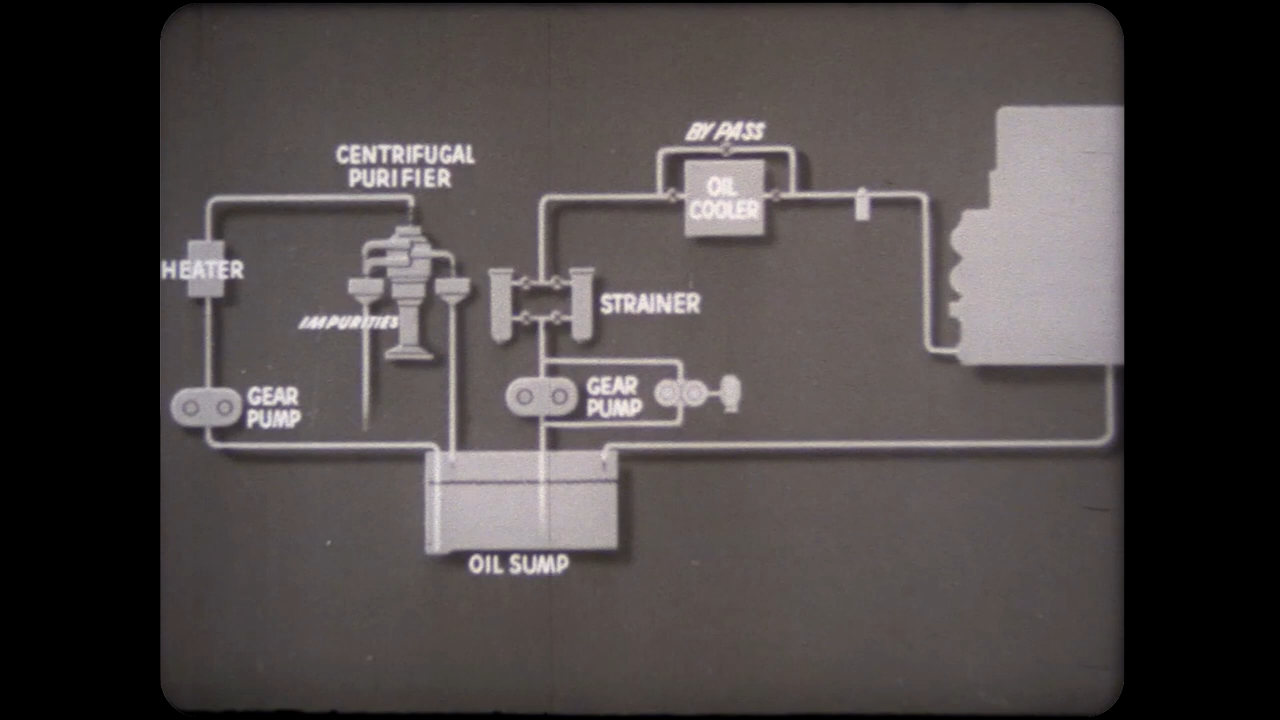 BY PASS
CENTRIFUGAL
PURIFIER
OIL
COOLER
HEATER
STRAINER
IMPURITIES
GEAR
PUMP
GEAR
PUMP
OIL SUMP